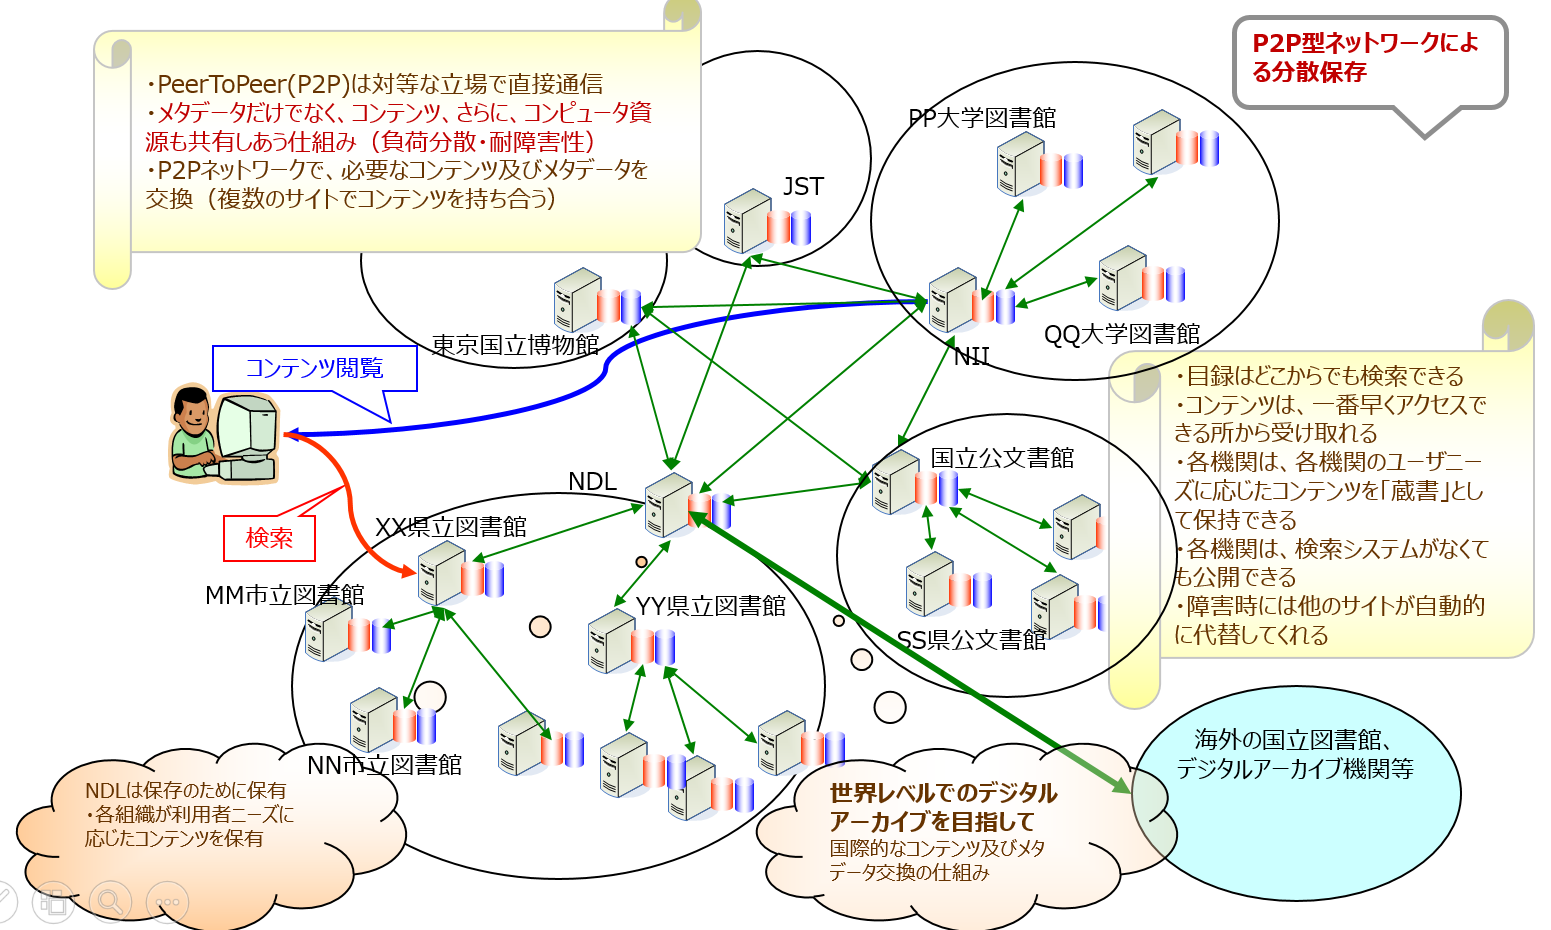 P2P型ネットワークによ
る分散保存
・PeerToPeer(P2P)は対等な立場で直接通信
・メタデータだけでなく、コンテンツ、さらに、コンピュータ資
源も共有しあう仕組み（負荷分散・耐障害性）
・P2Pネットワークで、必要なコンテンツ及びメタデータを
交換（複数のサイトでコンテンツを持ち合う）
JST
PP大学図書館
QQ大学図書館
NII
東京国立博物館
コンテンツ閲覧
検索
NDL
国立公文書館
SS県公文書館
XX県立図書館
MM市立図書館
YY県立図書館
NN市立図書館
・目録はどこからでも検索できる
・コンテンツは、一番早くアクセスで
きる所から受け取れる
・各機関は、各機関のユーザニー
ズに応じたコンテンツを「蔵書」とし
て保持できる
・各機関は、検索システムがなくて
も公開できる
・障害時には他のサイトが自動的
に代替してくれる
海外の国立図書館、
デジタルアーカイブ機関等
NDLは保存のために保有
・各組織が利用者ニーズに
応じたコンテンツを保有
世界レベルでのデジタル
アーカイブを目指して
国際的なコンテンツ及びメタ
データ交換の仕組み